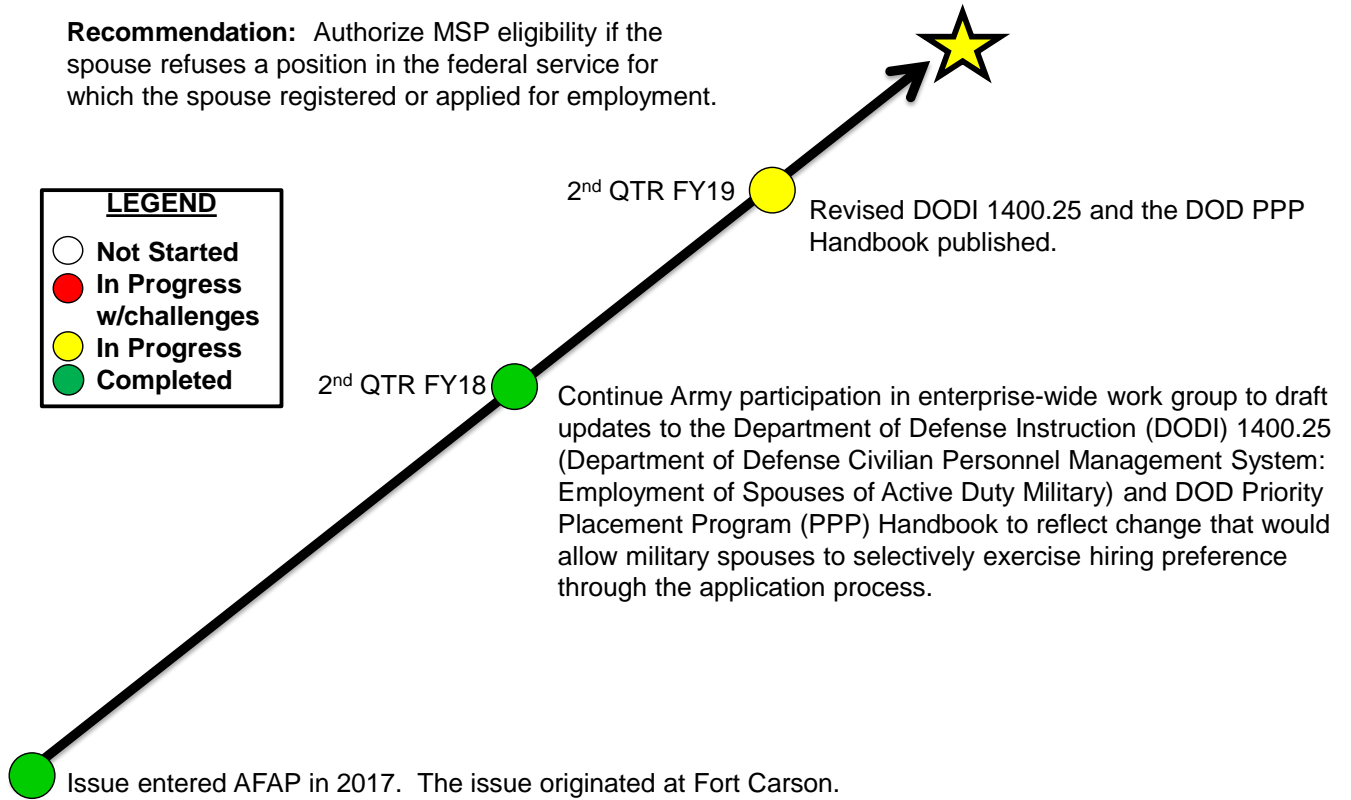 Recommendation: Authorize MSP eligibility if the
spouse refuses a position in the federal service for
which the spouse registered or applied for employment.
2nd QTR FY19
Revised DODI 1400.25 and the DOD PPP
Handbook published.
LEGEND
Not Started
In Progress
w/challenges
In Progress
Completed
2nd QTR FY18
Continue Army participation in enterprise-wide work group to draft
updates to the Department of Defense Instruction (DODI) 1400.25
(Department of Defense Civilian Personnel Management System:
Employment of Spouses of Active Duty Military) and DOD Priority
Placement Program (PPP) Handbook to reflect change that would
allow military spouses to selectively exercise hiring preference
through the application process.
Issue entered AFAP in 2017.  The issue originated at Fort Carson.